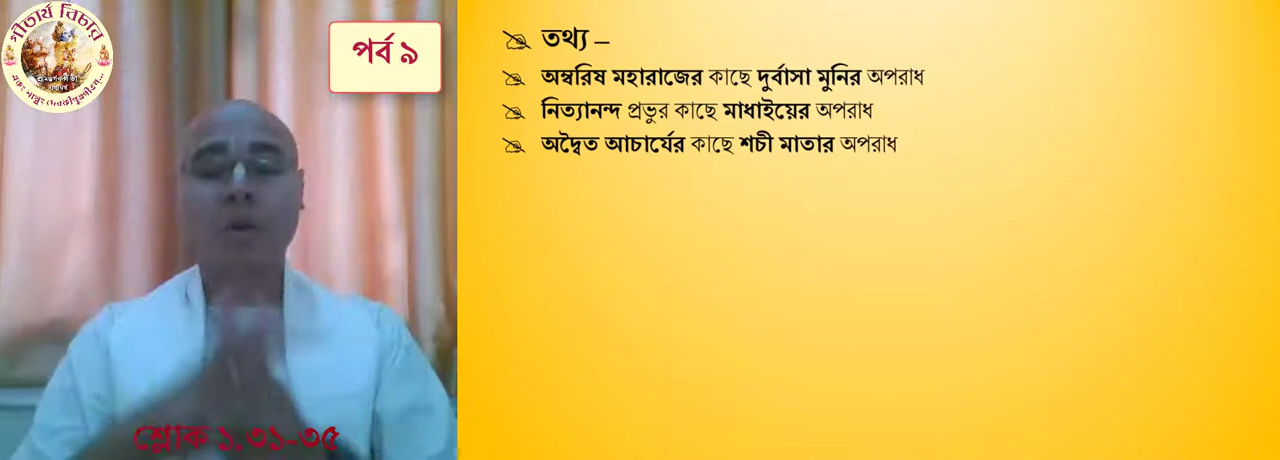 গীতার্থ বিচার
পর্ব ৯
শ্লোক ১.৩১-৩৫
তথ্য –
অম্বরিষ মহারাজের কাছে দুর্বাসা মুনির অপরাধ
নিত্যানন্দ প্রভুর কাছে মাধাইয়ের অপরাধ
অদ্বৈত আচার্যের কাছে শচী মাতার অপরাধ